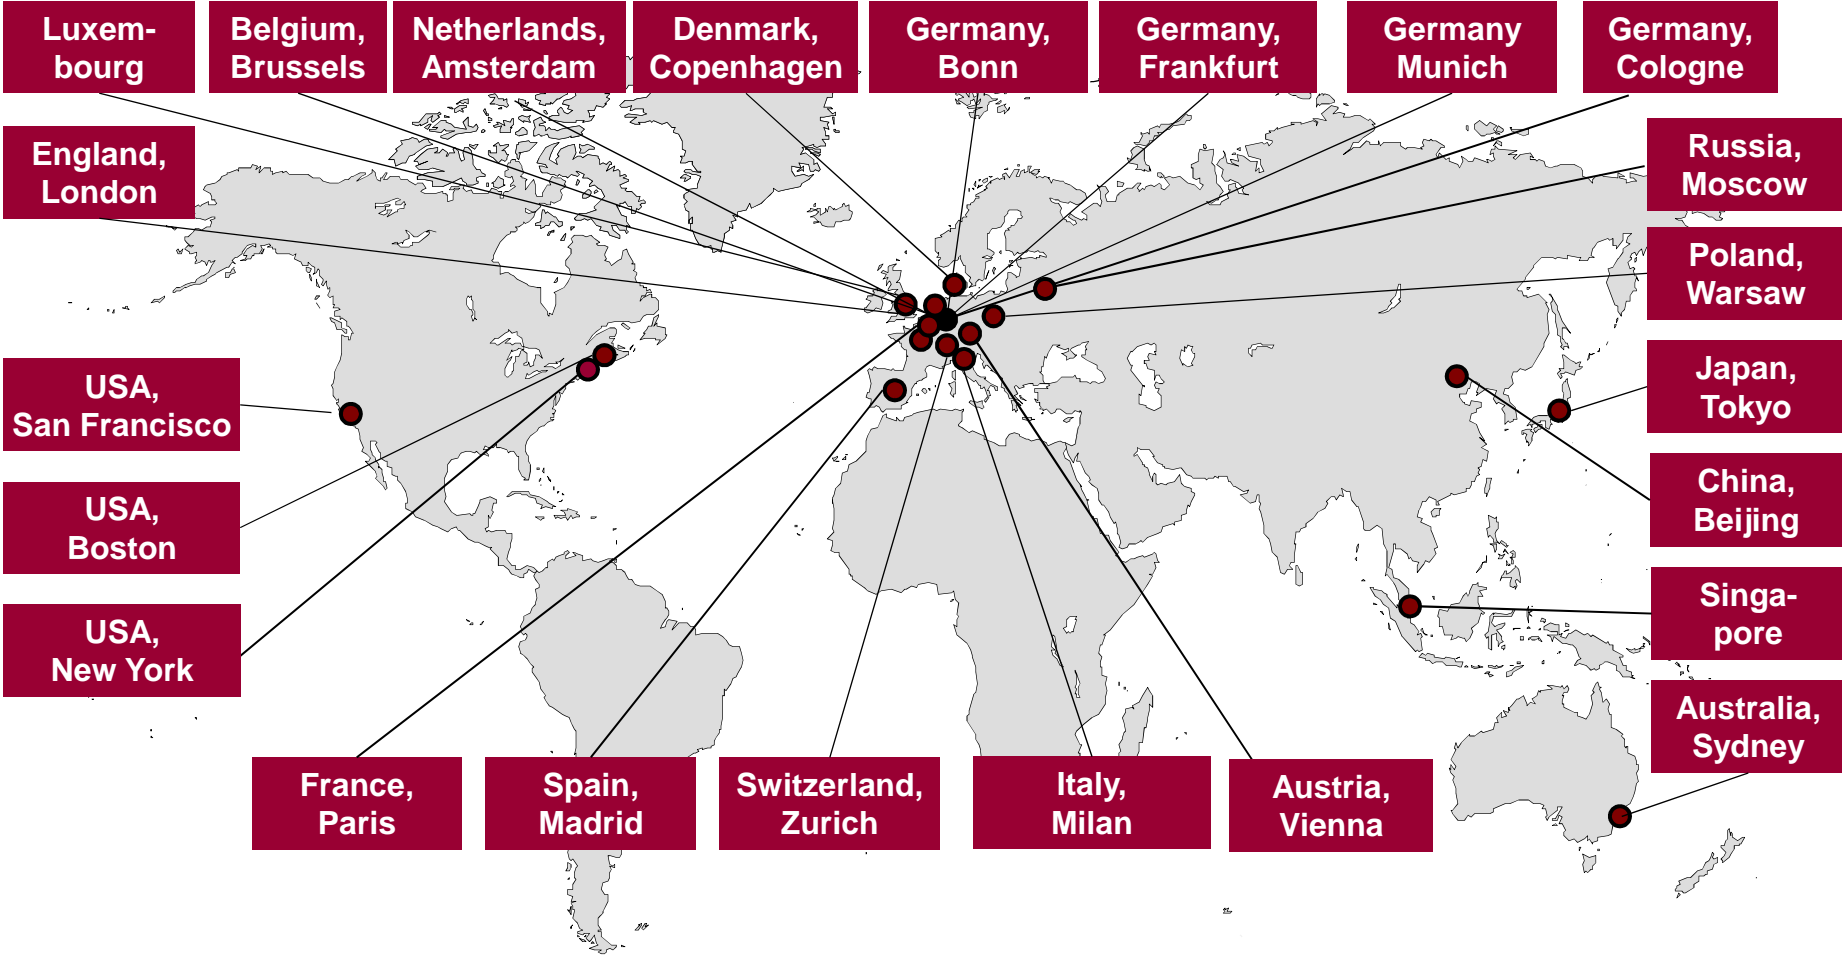 Luxem-
bourg
Belgium,
Brussels
Netherlands,
Amsterdam
Denmark,
Copenhagen
Germany,
Bonn
Germany,
Frankfurt
Germany
Munich
Germany,
Cologne
England,
London
Russia,
Moscow
Poland,
Warsaw
USA,
San Francisco
Japan,
Tokyo
USA,
Boston
China,
Beijing
USA,
New York
Singa-
pore
Australia,
Sydney
France,
Paris
Spain,
Madrid
Switzerland,
Zurich
Italy,
Milan
Austria,
Vienna